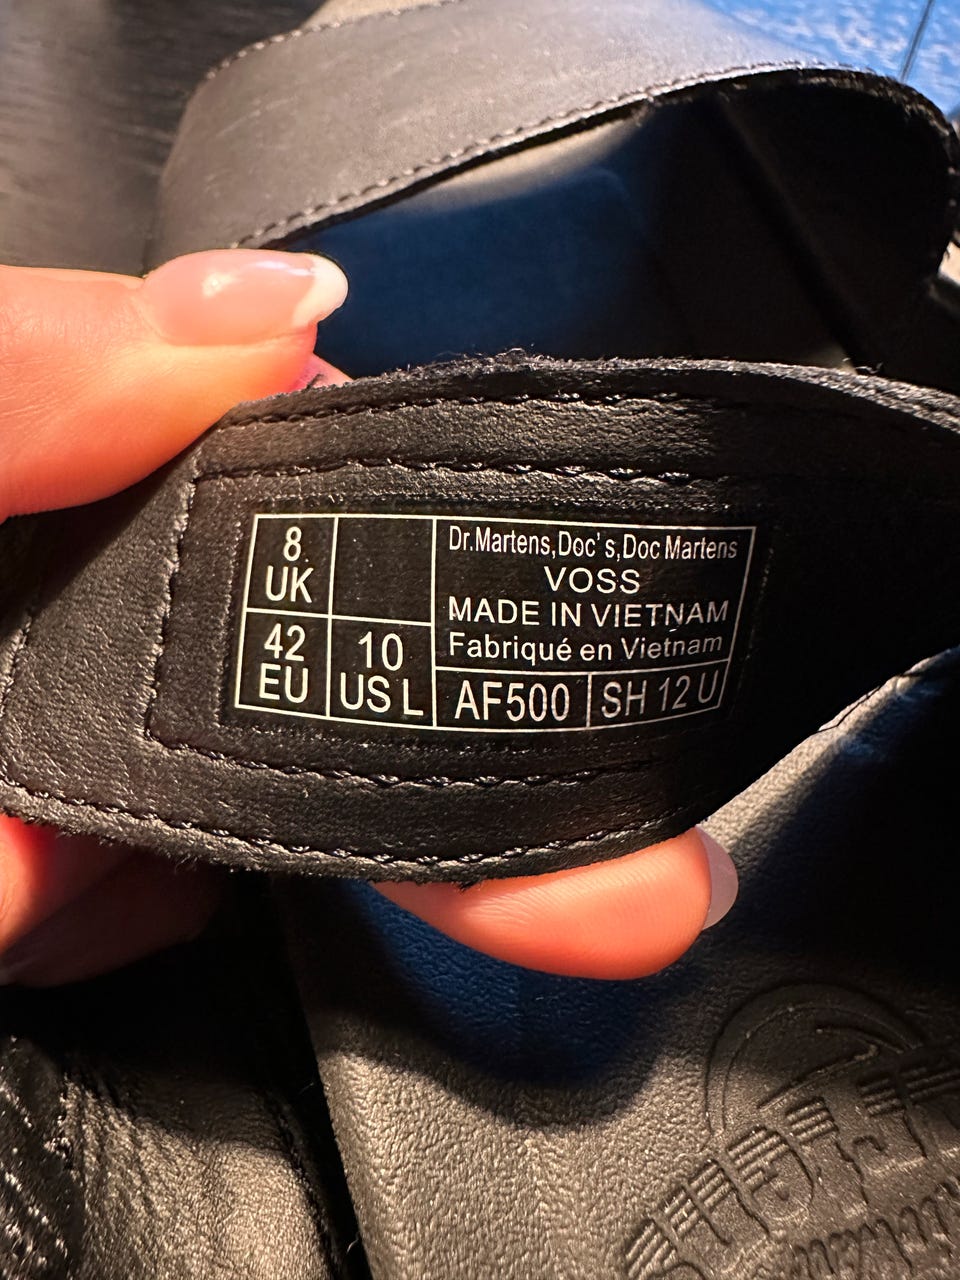 8
UK
42
EU
10
US L
Dr.Martens,Doc's,Doc Martens
VOSS
MADE IN VIETNAM
Fabriqué en Vietnam
AF500
SH 12 U